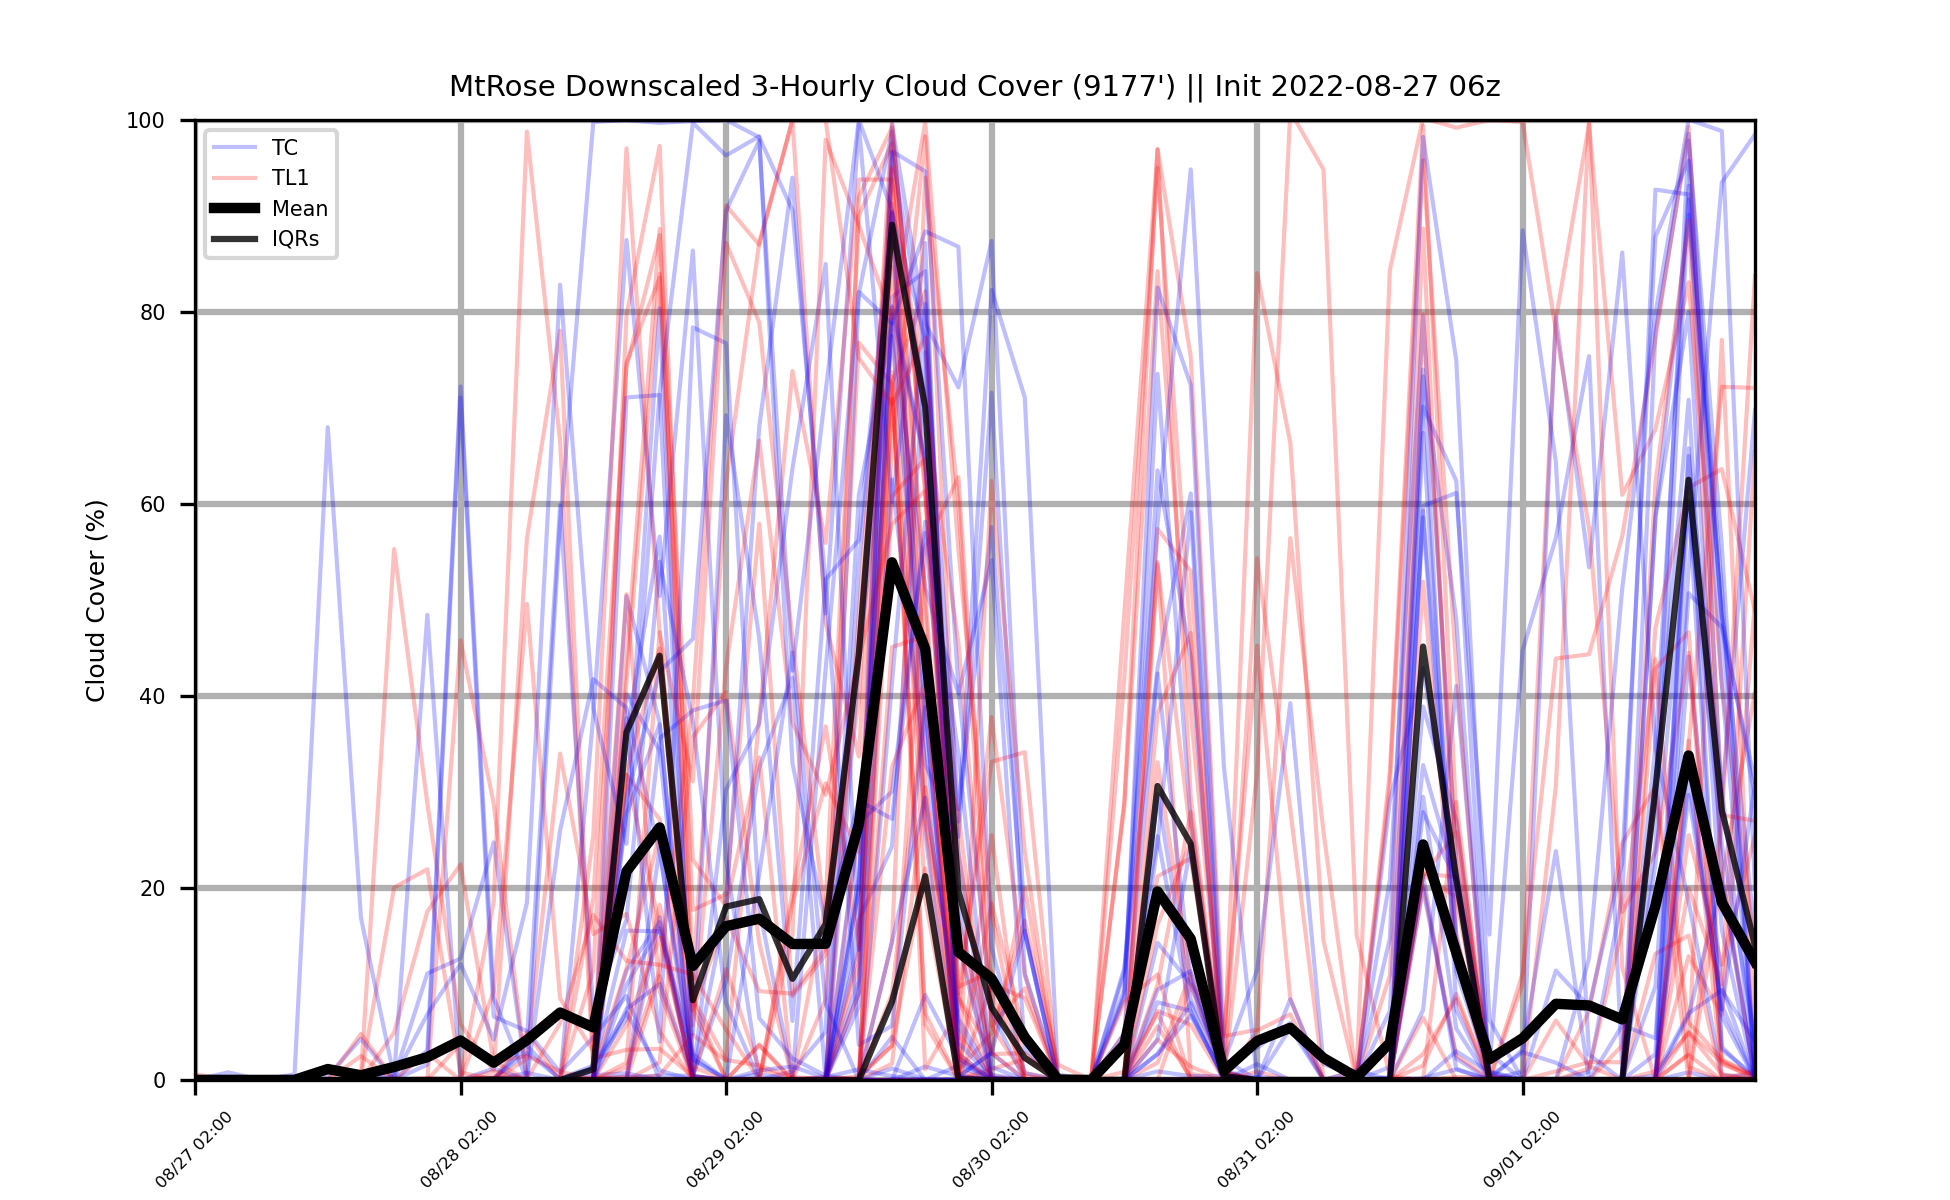 MtRose Downscaled 3-Hourly Cloud Cover (9177') || Init 2022-08-27 06z
TC
TL1
Mean
IQRs
Cloud Cover (%)
100
80
60
40
20
0
08/27 02:00
08/28 02:00
08/29 02:00
08/30 02:00
08/31 02:00
09/01 02:00